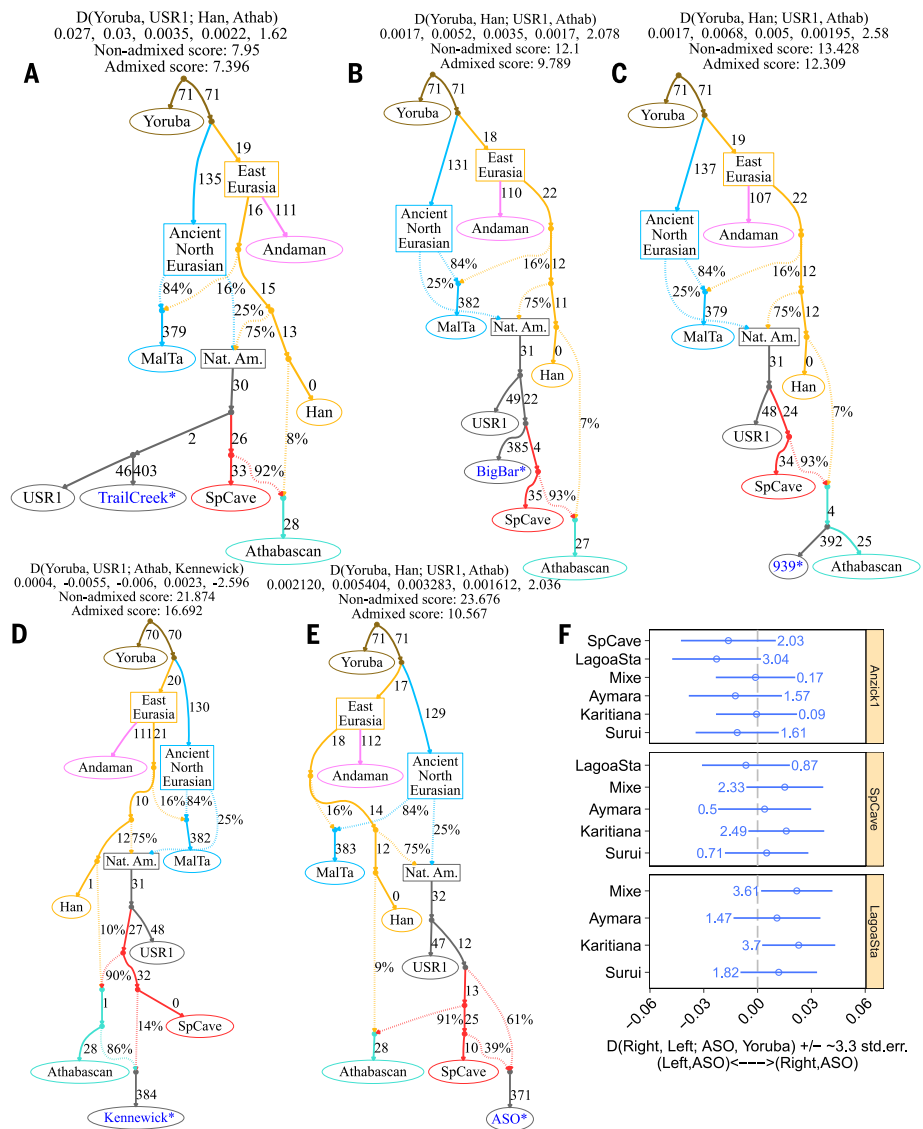 A
D(Yoruba, USR1; Han, Athab)
0.027, 0.03, 0.0035, 0.0022, 1.62
Non-admixed score: 7.95
Admixed score: 7.396
71
71
Yoruba
19
135
East
Eurasia
16
111
Ancient
North
Eurasian
Andaman
84%
16%
15
25%
75%
13
379
MalTa
Nat. Am.
30
0
Han
2
26
8%
46
403
33
92%
USR1
TrailCreek*
SpCave
28
Athabascan
B
D(Yoruba, Han; USR1, Athab)
0.0017, 0.0052, 0.0035, 0.0017, 2.078
Non-admixed score: 12.1
Admixed score: 9.789
71
71
Yoruba
18
131
East
Eurasia
110
22
Ancient
North
Eurasian
Andaman
84%
16%
12
25%
382
75%
11
MalTa
Nat. Am.
31
0
Han
49
22
USR1
7%
385
4
BigBar*
35
93%
SpCave
27
Athabascan
C
D(Yoruba, Han; USR1, Athab)
0.0017, 0.0068, 0.005, 0.00195, 2.58
Non-admixed score: 13.428
Admixed score: 12.309
71
71
Yoruba
19
137
East
Eurasia
107
22
Ancient
North
Eurasian
Andaman
84%
16%
12
25%
379
75%
12
MalTa
Nat. Am.
31
0
Han
48
24
USR1
7%
34
93%
SpCave
4
392
25
939*
Athabascan
D
D(Yoruba, USR1; Athab, Kennewick)
0.0004, -0.0055, -0.006, 0.0023, -2.596
Non-admixed score: 21.874
Admixed score: 16.692
70
70
Yoruba
20
130
East
Eurasia
111
21
Andaman
Ancient
North
Eurasian
10
16%
84%
25%
12
75%
382
Nat. Am.
MalTa
1
31
Han
10%
27
48
USR1
90%
32
1
0
14%
SpCave
28
86%
Athabascan
384
Kennewick*
E
D(Yoruba, Han; USR1, Athab)
0.002120, 0.005404, 0.003283, 0.001612, 2.036
Non-admixed score: 23.676
Admixed score: 10.567
71
71
Yoruba
17
129
East
Eurasia
18
112
Andaman
Ancient
North
Eurasian
16%
14
84%
25%
383
12
75%
MalTa
Nat. Am.
0
32
Han
47
12
USR1
9%
13
91%
25
61%
28
10
39%
Athabascan
SpCave
371
ASO*
F
SpCave
2.03
LagoaSta
3.04
Mixe
0.17
Aymara
1.57
Karitiana
0.09
Surui
1.61
Anzick1
LagoaSta
0.87
Mixe
2.33
Aymara
0.5
Karitiana
2.49
Surui
0.71
SpCave
Mixe
3.61
Aymara
1.47
Karitiana
3.7
Surui
1.82
LagoaSta
-0.06
-0.03
0.00
0.03
0.06
D(Right, Left; ASO, Yoruba) +/- ~3.3 std.err.
(Left,ASO)<--->(Right,ASO)